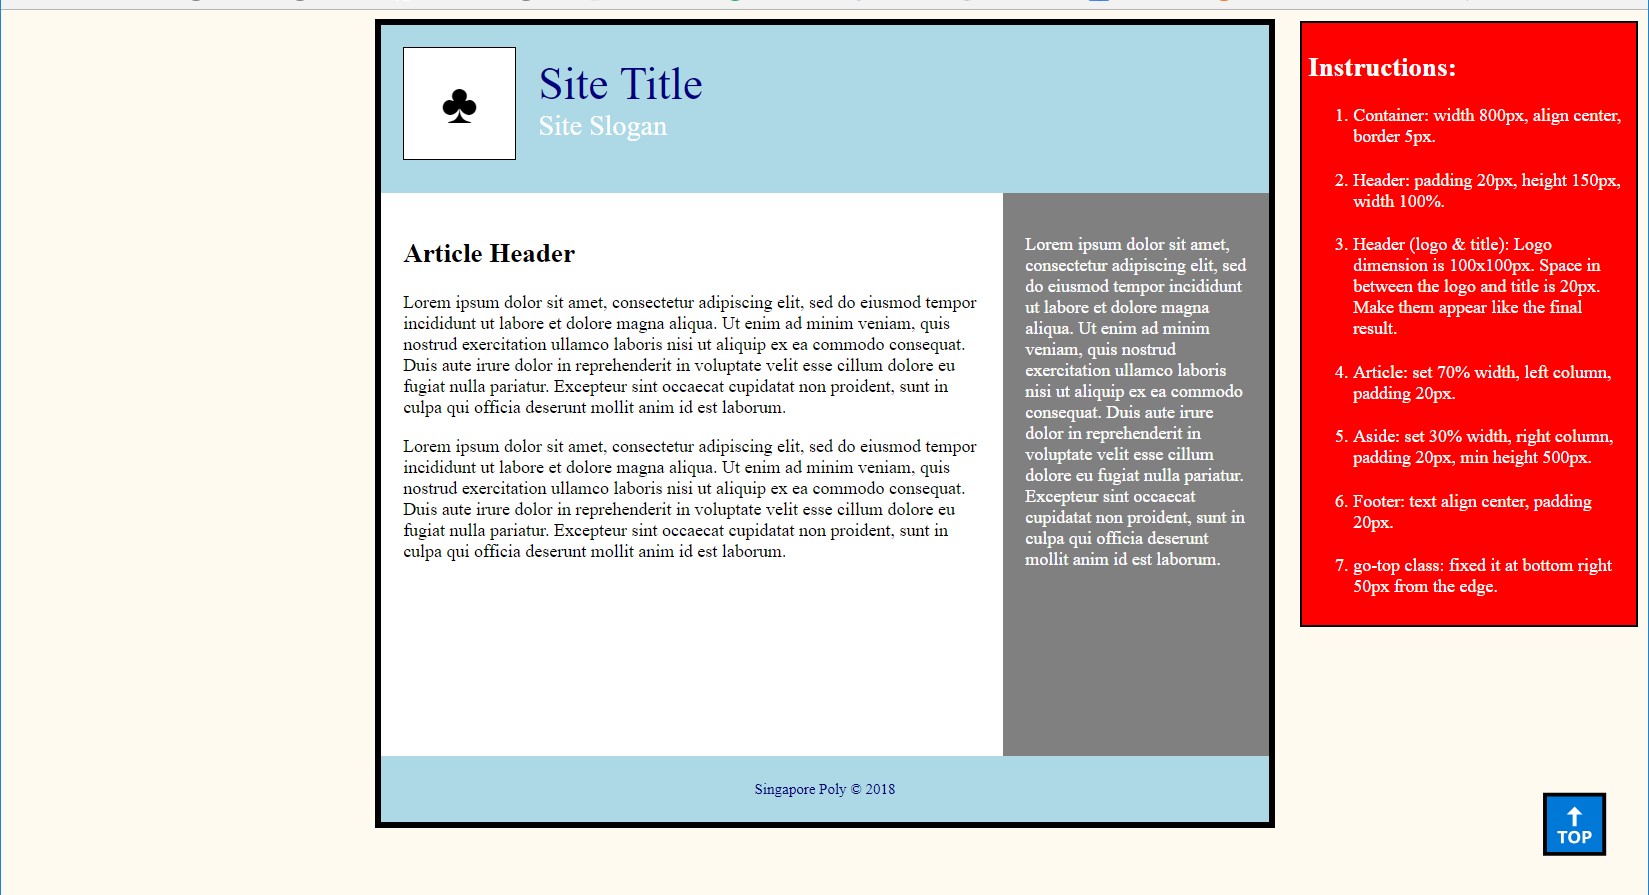 Site Title
Site Slogan
Article Header
Lorem ipsum dolor sit amet, consectetur adipiscing elit, sed do eiusmod tempor
incididunt ut labore et dolore magna aliqua. Ut enim ad minim veniam, quis
nostrud exercitation ullamco laboris nisi ut aliquip ex ea commodo consequat.
Duis aute irure dolor in reprehenderit in voluptate velit esse cillum dolore eu
fugiat nulla pariatur. Excepteur sint occaecat cupidatat non proident, sunt in
culpa qui officia deserunt mollit anim id est laborum.
Lorem ipsum dolor sit amet, consectetur adipiscing elit, sed do eiusmod tempor
incididunt ut labore et dolore magna aliqua. Ut enim ad minim veniam, quis
nostrud exercitation ullamco laboris nisi ut aliquip ex ea commodo consequat.
Duis aute irure dolor in reprehenderit in voluptate velit esse cillum dolore eu
fugiat nulla pariatur. Excepteur sint occaecat cupidatat non proident, sunt in
culpa qui officia deserunt mollit anim id est laborum.
Lorem ipsum dolor sit amet,
consectetur adipiscing elit, sed
do eiusmod tempor incididunt
ut labore et dolore magna
aliqua. Ut enim ad minim
veniam, quis nostrud
exercitation ullamco laboris
nisi ut aliquip ex ea commodo
consequat. Duis aute irure
dolor in reprehenderit in
voluptate velit esse cillum
dolore eu fugiat nulla pariatur.
Excepteur sint occaecat
cupidatat non proident, sunt in
culpa qui officia deserunt
mollit anim id est laborum.
Singapore Poly © 2018
Instructions:
1. Container: width 800px, align center,
border 5px.
2. Header: padding 20px, height 150px,
width 100%.
3. Header (logo & title): Logo
dimension is 100x100px. Space in
between the logo and title is 20px.
Make them appear like the final
result.
4. Article: set 70% width, left column,
padding 20px.
5. Aside: set 30% width, right column,
padding 20px, min height 500px.
6. Footer: text align center, padding
20px.
7. go-top class: fixed it at bottom right
50px from the edge.
TOP